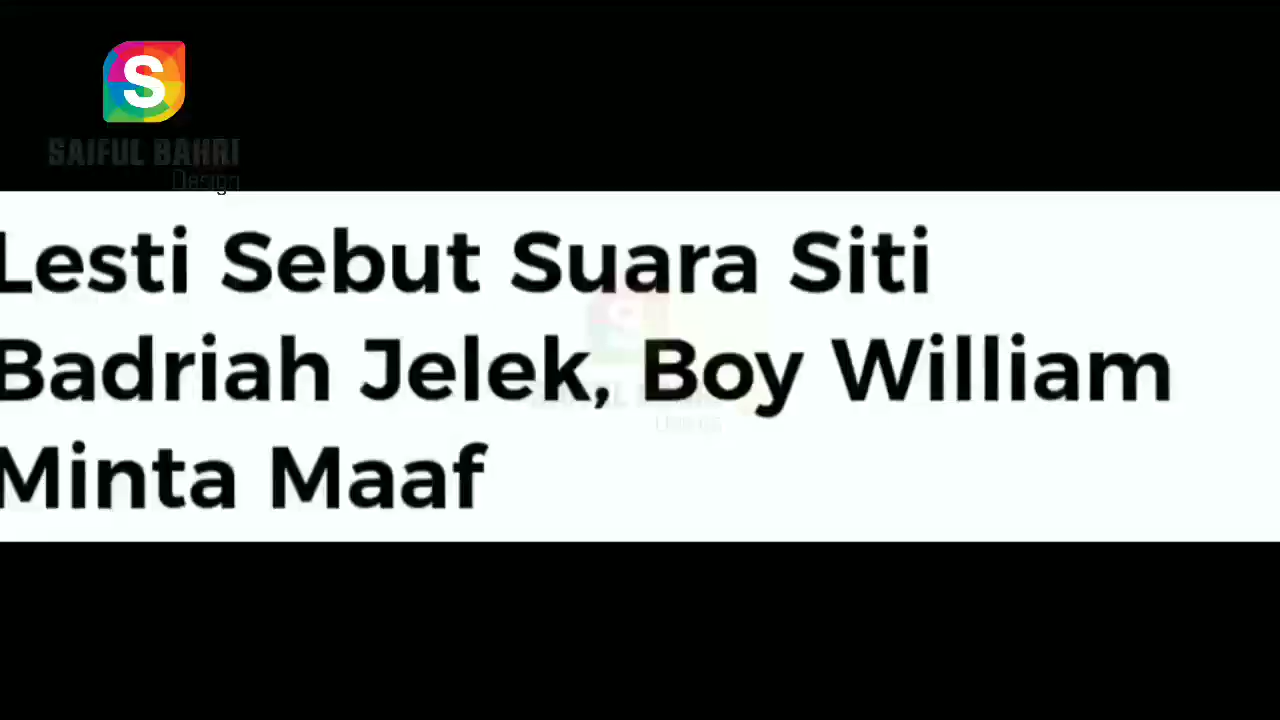 S
SAIFUL BAHRI
Design
Lesti Sebut Suara Siti
Badriah Jelek, Boy William
Minta Maaf